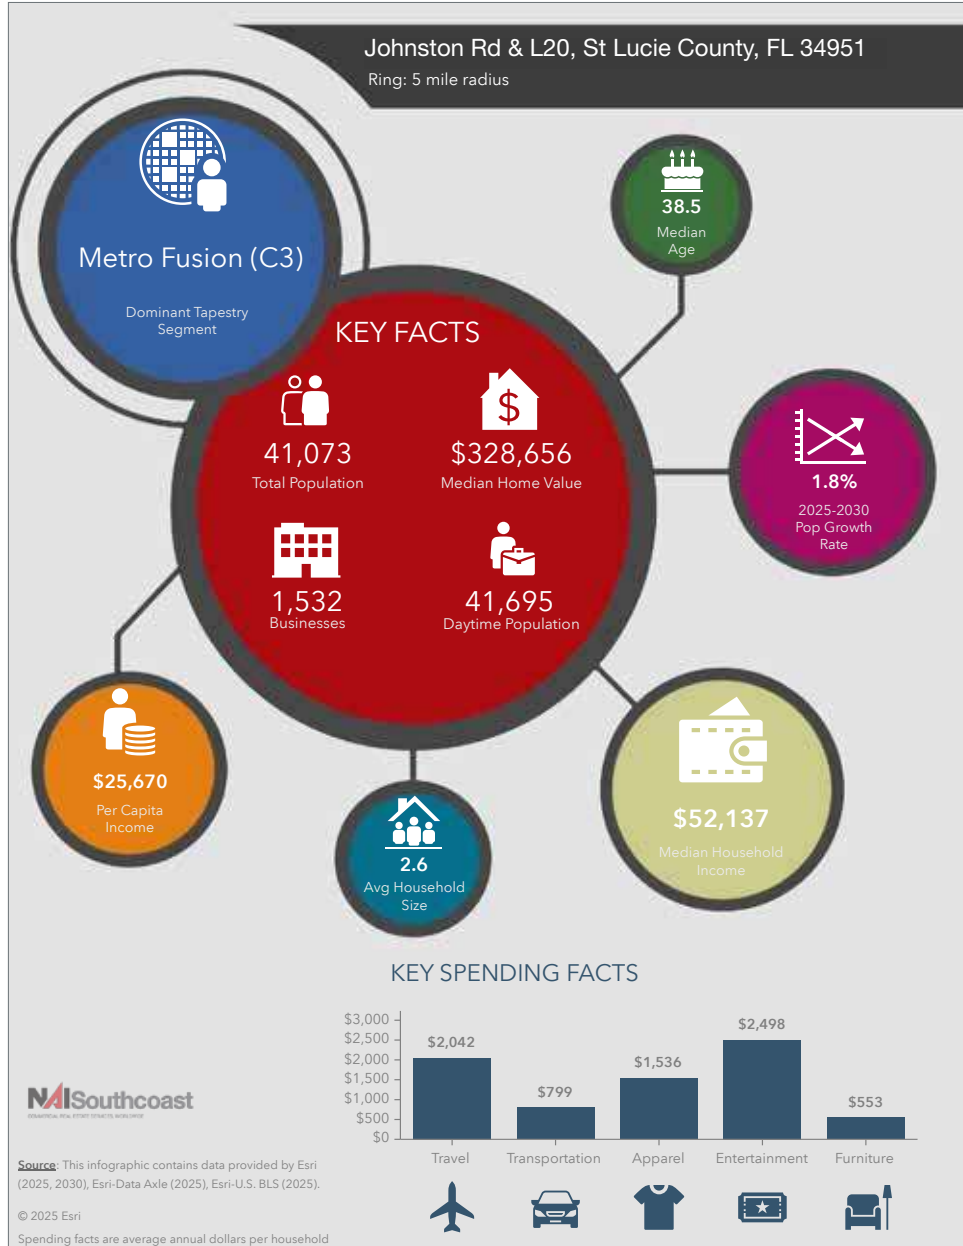 Johnston Rd & L20, St Lucie County, FL 34951
Ring: 5 mile radius
Metro Fusion (C3)
Dominant Tapestry
Segment
38.5
Median
Age
KEY FACTS
41,073
Total Population
$328,656
Median Home Value
1,532
Businesses
41,695
Daytime Population
1.8%
2025-2030
Pop Growth
Rate
$25,670
Per Capita
Income
2.6
Avg Household
Size
$52,137
Median Household
Income
KEY SPENDING FACTS
$3,000
$2,500
$2,000
$1,500
$1,000
$500
$0
$2,042
$799
$1,536
$2,498
$553
Travel
Transportation
Apparel
Entertainment
Furniture
NAISouthcoast
COMMERCIAL REAL ESTATE SERVICES, WORLDWIDE
Source: This infographic contains data provided by Esri
(2025, 2030), Esri-Data Axle (2025), Esri-U.S. BLS (2025).
© 2025 Esri
Spending facts are average annual dollars per household